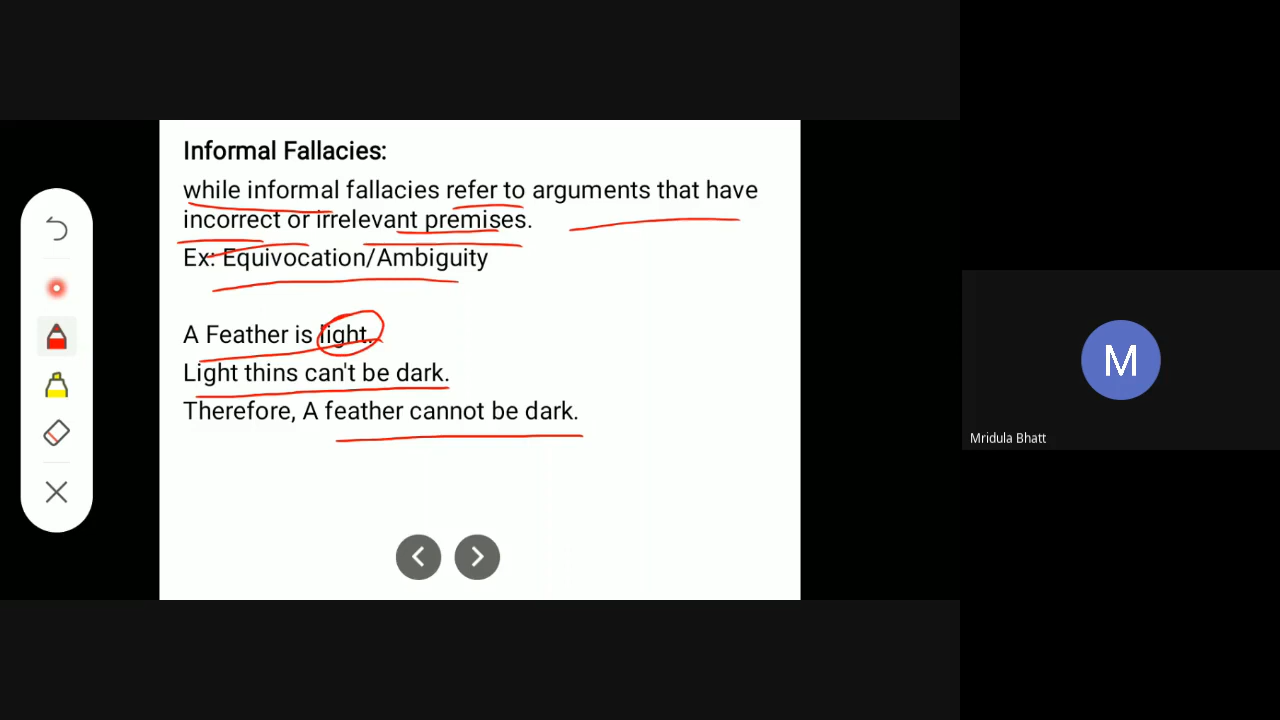 Informal Fallacies:
while informal fallacies refer to arguments that have
incorrect or irrelevant premises.
Ex: Equivocation/Ambiguity
A Feather is light.
Light thins can't be dark.
Therefore, A feather cannot be dark.
M
Mridula Bhatt